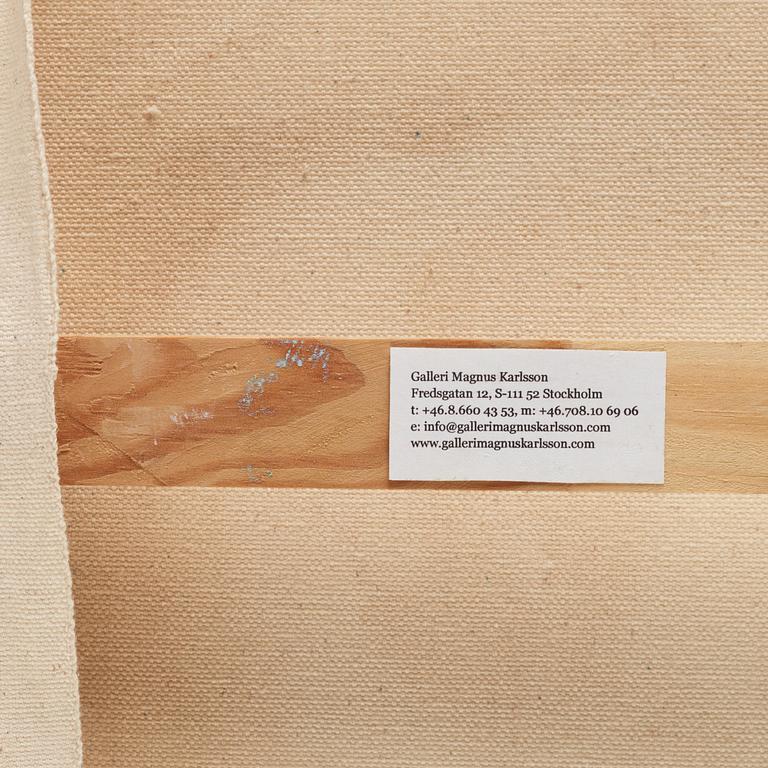 Galleri Magnus Karlsson
Fredsgatan 12, S-111 52 Stockholm
t: +46.8.660 43 53, m: +46.708.10 69 06
e: info@gallerimagnuskarlsson.com
www.gallerimagnuskarlsson.com